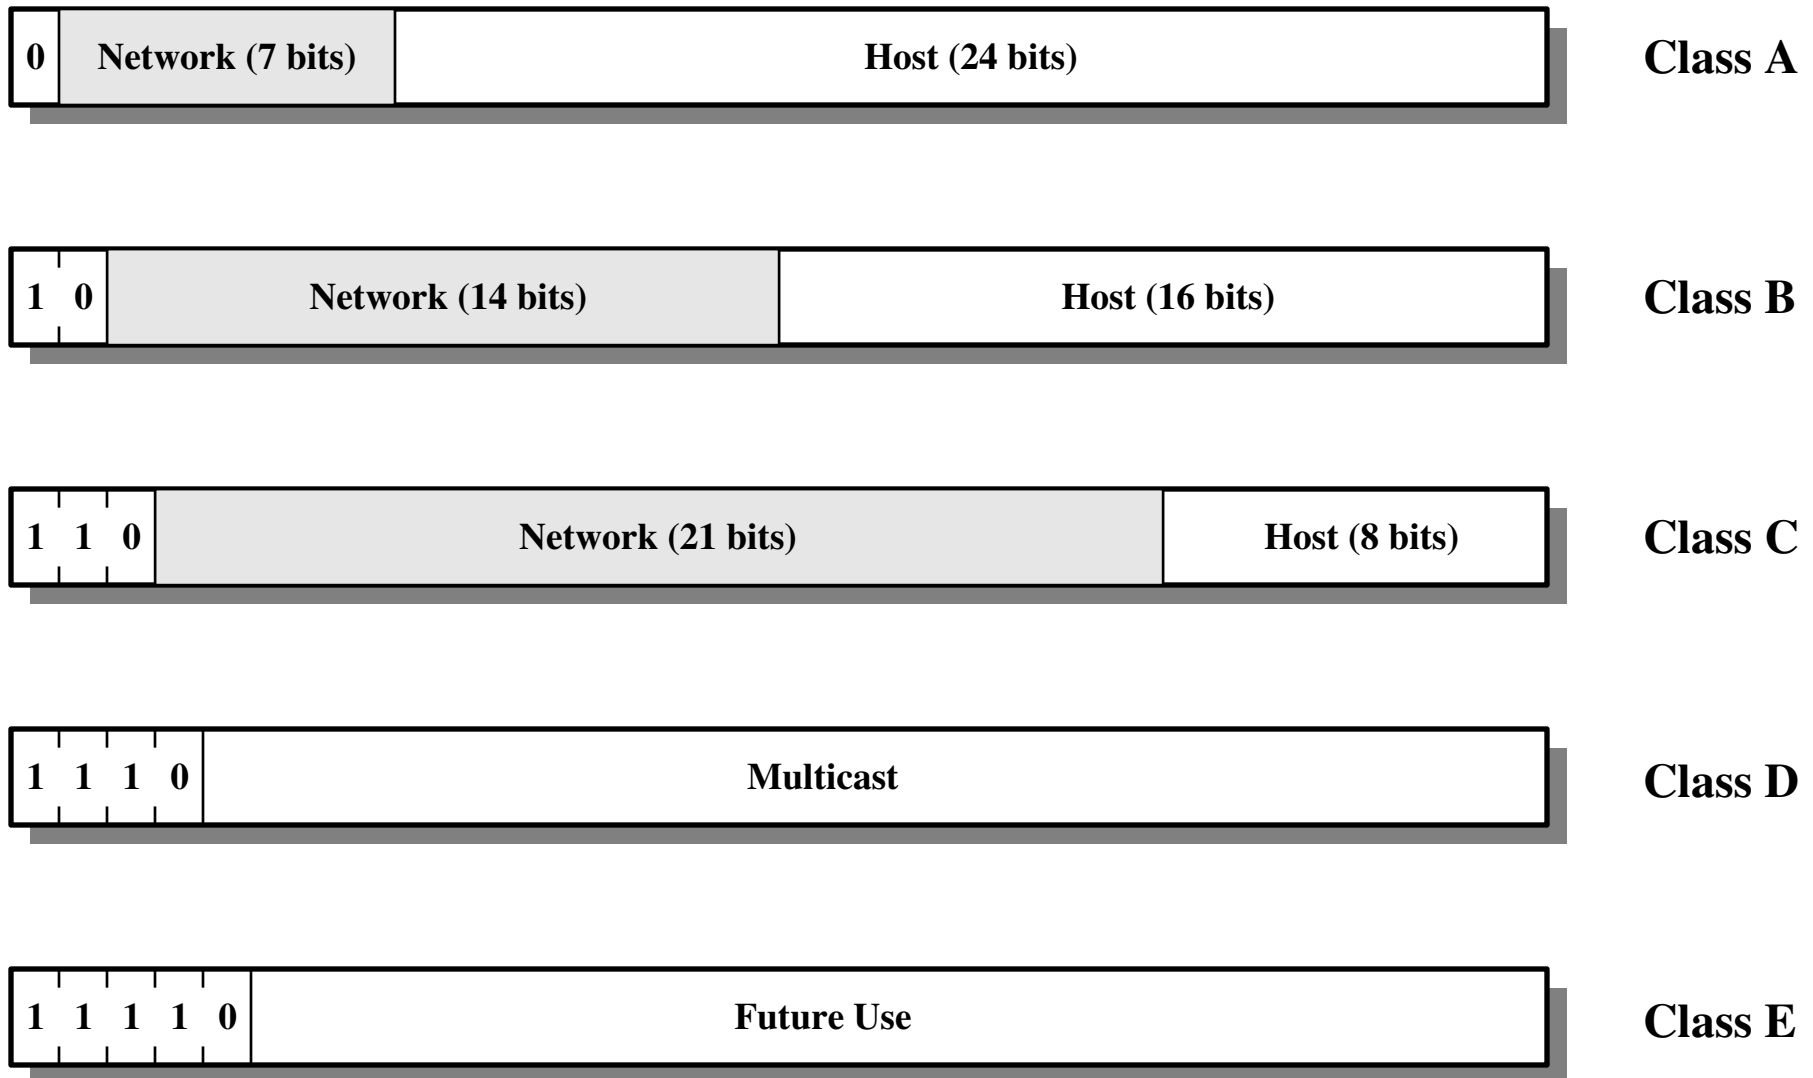 0 Network (7 bits) Host (24 bits) Class A
1 0 Network (14 bits) Host (16 bits) Class B
1 1 0 Network (21 bits) Host (8 bits) Class C
1 1 1 0 Multicast Class D
1 1 1 1 0 Future Use Class E